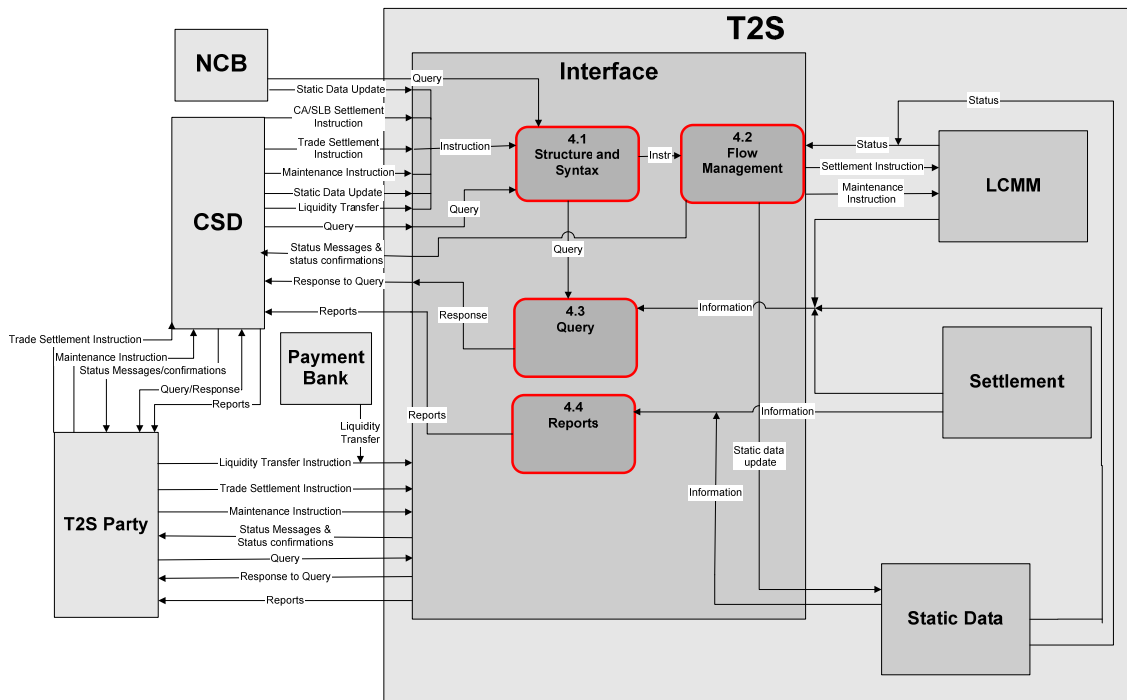 T2S
NCB
Interface
Query
Static Data Update
CA/SLB Settlement
Instruction
Status
4.1
Structure and
Syntax
4.2
Flow
Management
Trade Settlement
Instruction
Instruction
Instr
Status
Settlement Instruction
LCMM
Maintenance Instruction
Maintenance
Instruction
Static Data Update
Liquidity Transfer
Query
CSD
Query
Status Messages &
status confirmations
Query
Response to Query
4.3
Query
Information
Reports
Response
Trade Settlement Instruction
Maintenance Instruction
Status Messages/confirmations
Payment
Bank
Settlement
Query/Response
Reports
4.4
Reports
Reports
Information
Liquidity
Transfer
Static data
update
Liquidity Transfer Instruction
Trade Settlement Instruction
Information
Maintenance Instruction
T2S Party
Status Messages &
Status confirmations
Query
Response to Query
Reports
Static Data